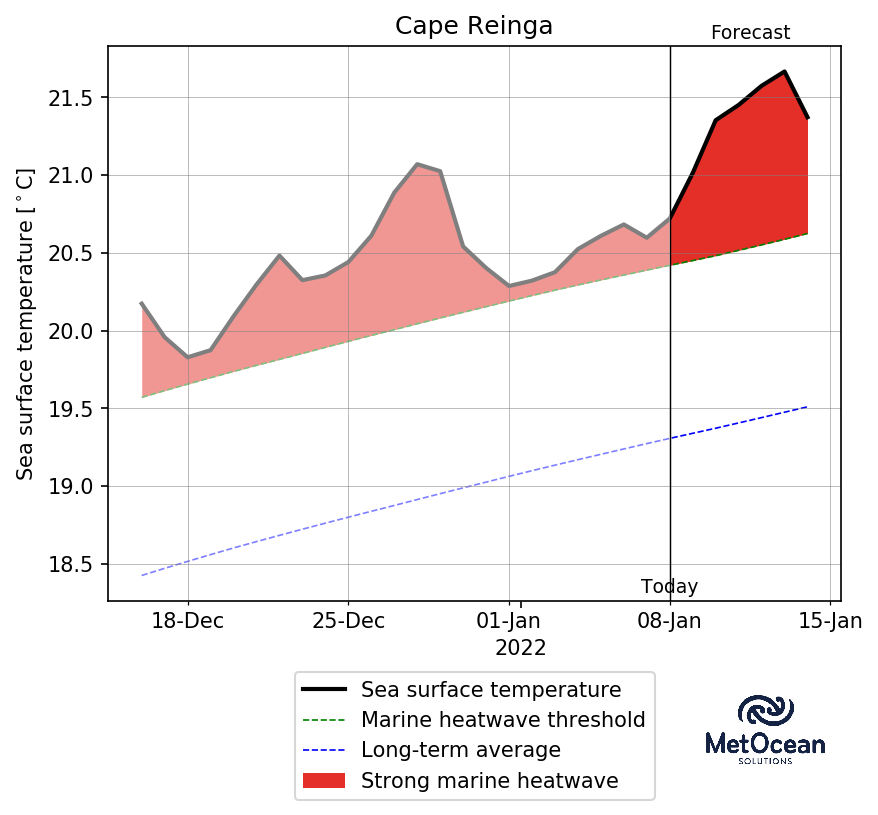 Cape Reinga
Forecast
Sea surface temperature [°C]
21.5
21.0
20.5
20.0
19.5
19.0
18.5
Today
18-Dec
25-Dec
01-Jan
08-Jan
15-Jan
2022
Sea surface temperature
Marine heatwave threshold
Long-term average
Strong marine heatwave
MetOcean
SOLUTIONS